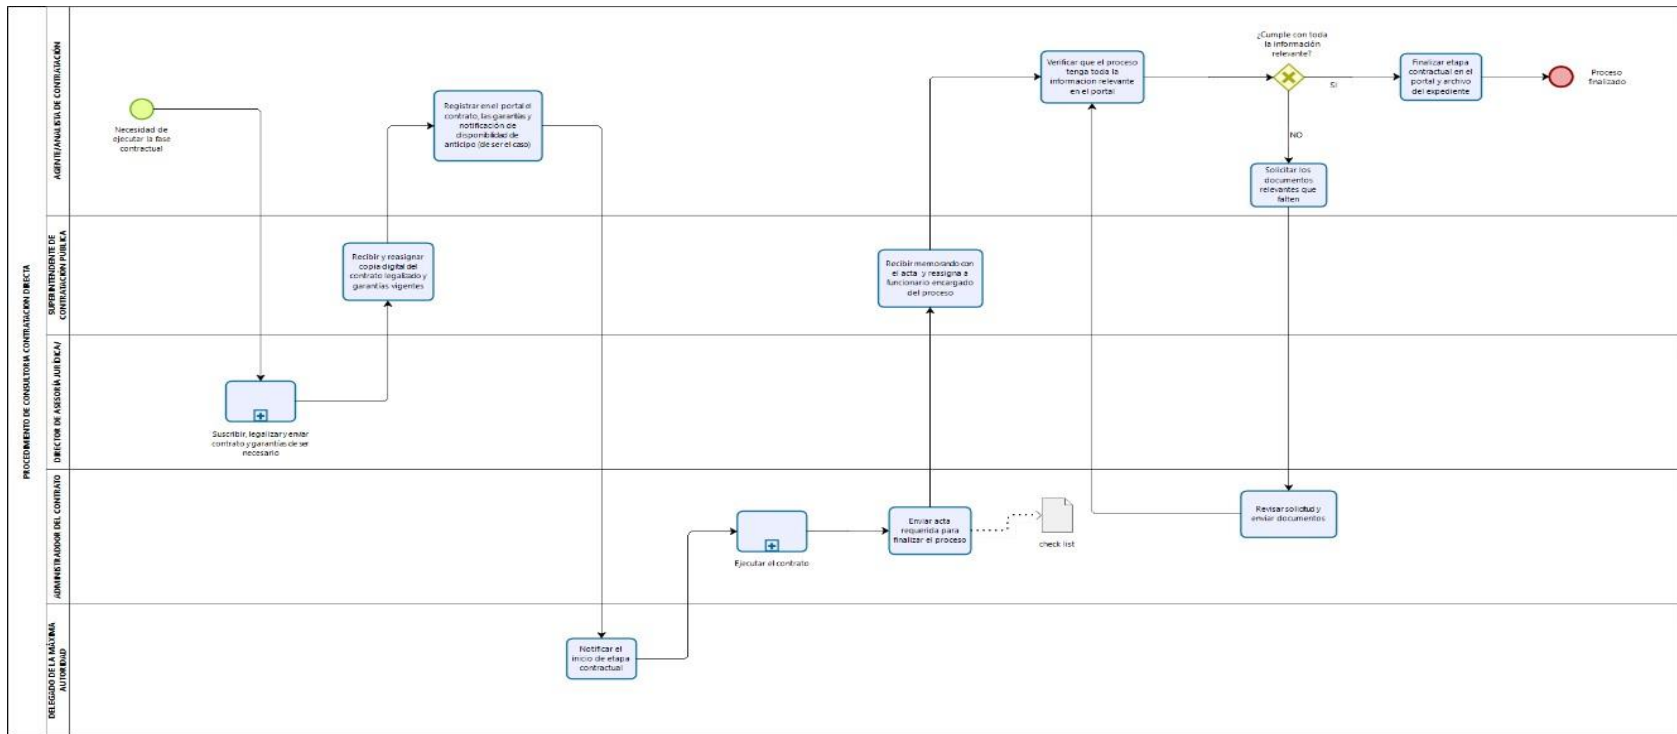 PROCEDIMIENTO DE CONSULTORIA CONTRATACION DIRECTA
AGENTE/ANALISTA DE CONTRATACIÓN
Necesidad de
ejecutar la fase
contractual
Registrar en el portal el
contrato, las garantías y
notificación de
disponibilidad de
anticipo (de ser el caso)
Verificar que el proceso
tenga toda la
informacion relevante
en el portal
¿Cumple con toda
la información
relevante?
SI
NO
Finalizar etapa
contractual en el
portal y archivo
del expediente
Proceso
finalizado
Solicitar los
documentos
relevantes que
falten
SUPERINTENDENTE DE
CONTRATACIÓN PUBLICA
Recibir y reasignar
copia digital del
contrato legalizado y
garantías vigentes
Recibir memorando con
el acta y reasigna a
funcionario encargado
del proceso
DIRECTOR DE ASESORÍA JURÍDICA/
Suscribir, legalizar y enviar
contrato y garantías de ser
necesario
ADMINISTRADOR DEL CONTRATO
Ejecutar el contrato
Enviar acta
requerida para
finalizar el proceso
check list
Revisar solicitud y
enviar documentos
DELEGADO DE LA MÁXIMA
AUTORIDAD
Notificar el
inicio de etapa
contractual